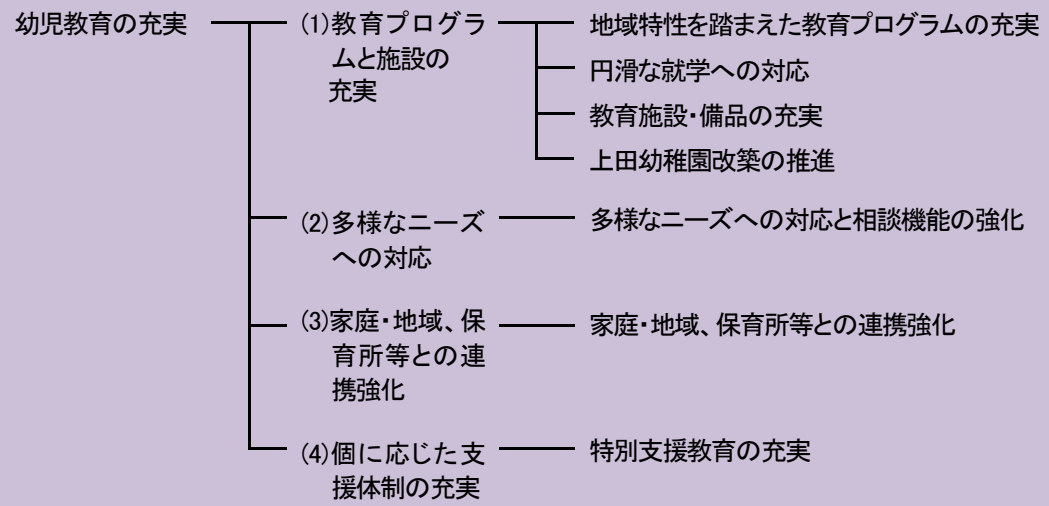 幼児教育の充実
(1)教育プログラ
ムと施設の
充実
地域特性を踏まえた教育プログラムの充実
円滑な就学への対応
教育施設・備品の充実
上田幼稚園改築の推進
(2)多様なニーズ
への対応
多様なニーズへの対応と相談機能の強化
(3)家庭・地域、保
育所等との連
携強化
家庭・地域、保育所等との連携強化
(4)個に応じた支
援体制の充実
特別支援教育の充実